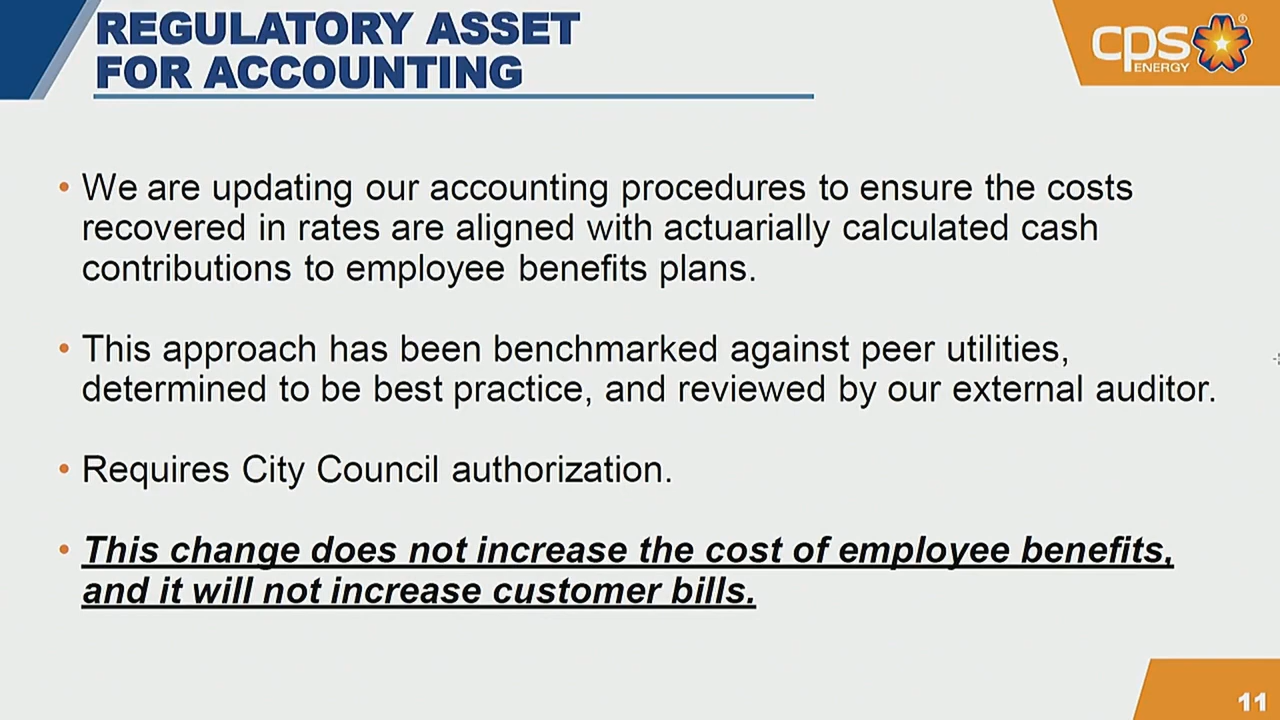 REGULATORY ASSET
FOR ACCOUNTING
cps®
ENERGY
• We are updating our accounting procedures to ensure the costs
recovered in rates are aligned with actuarially calculated cash
contributions to employee benefits plans.
• This approach has been benchmarked against peer utilities,
determined to be best practice, and reviewed by our external auditor.
• Requires City Council authorization.
• This change does not increase the cost of employee benefits,
and it will not increase customer bills.
11